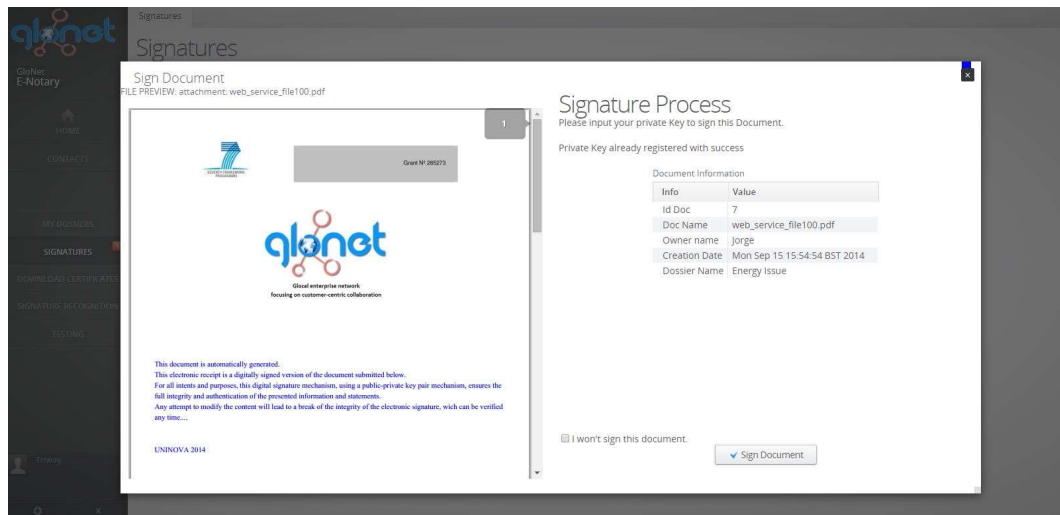 Signatures
glonet
Signatures
GloNet
E-Notary
HOME
CONTACTS
MY DOSSIERS
SIGNATURES
DOWNLOAD CERTIFICATES
SIGNATURE RECOGNITION
TESTING
Sign Document
FILE PREVIEW: attachment: web_service_file100.pdf
1
x
SEVENTH FRAMEWORK
PROGRAMME
Grant Nº 285273
glonet
Glocal enterprise network
focusing on customer-centric collaboration
This document is automatically generated.
This electronic receipt is a digitally signed version of the document submitted below.
For all intents and purposes, this digital signature mechanism, using a public-private key pair mechanism, ensures the
full integrity and authentication of the presented information and statements.
Any attempt to modify the content will lead to a break of the integrity of the electronic signature, wich can be verified
any time....
UNINOVA 2014
Signature Process
Please input your private Key to sign this Document.
Private Key already registered with success
Document Information
Info Value
Id Doc 7
Doc Name web_service_file100.pdf
Owner name Jorge
Creation Date Mon Sep 15 15:54:54 BST 2014
Dossier Name Energy Issue
I won't sign this document.
Sign Document